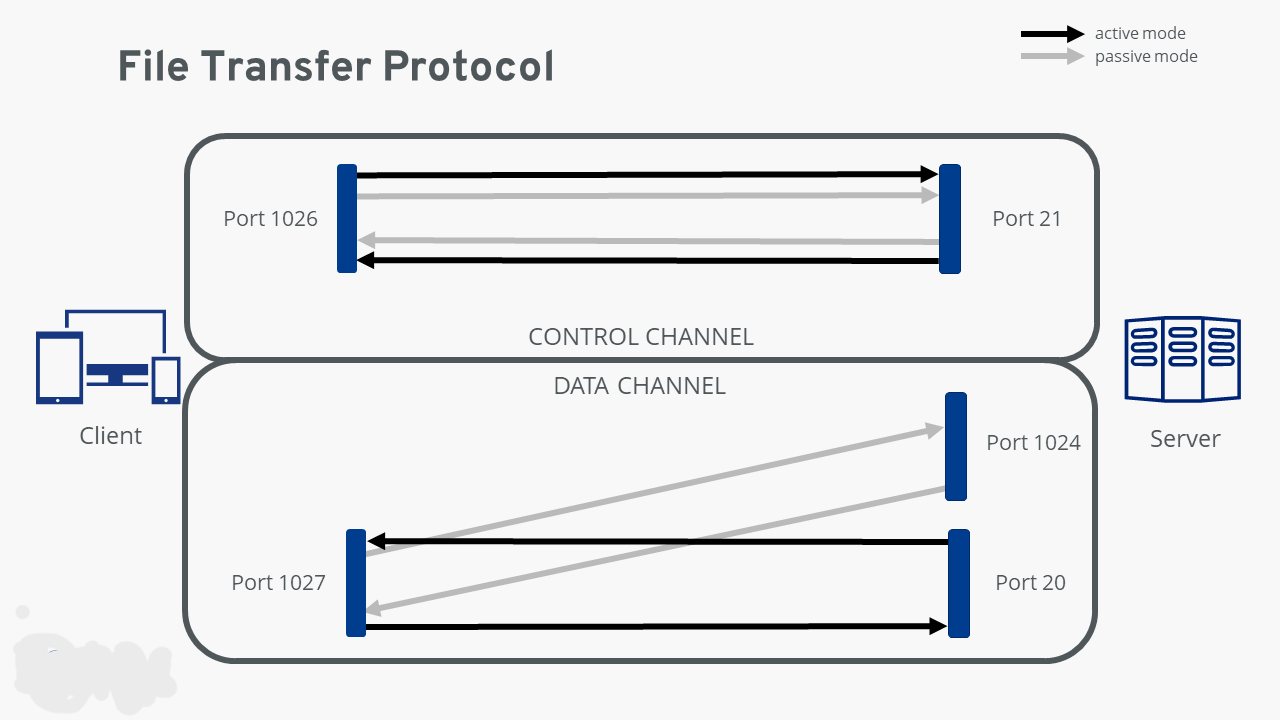 File Transfer Protocol
active mode
passive mode
Port 1026
Port 21
CONTROL CHANNEL
DATA CHANNEL
Client
Server
Port 1024
Port 1027
Port 20